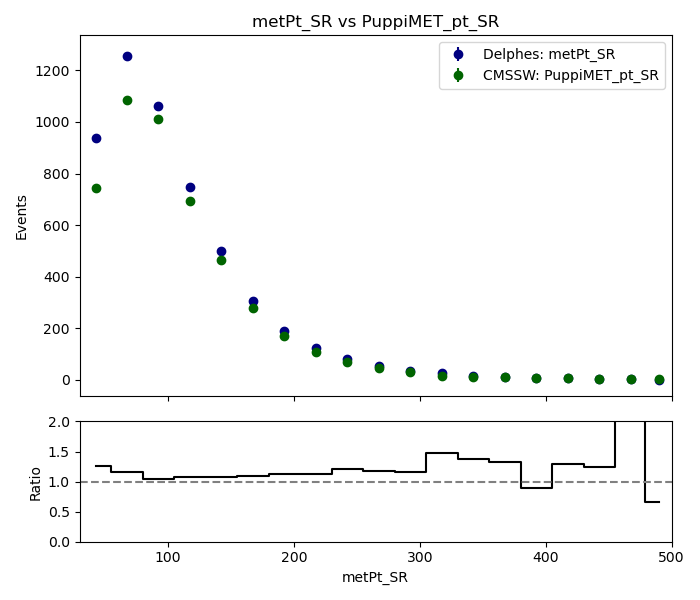 metPt_SR vs PuppiMET_pt_SR
Delphes: metPt_SR
CMSSW: PuppiMET_pt_SR
Events
1200
1000
800
600
400
200
0
Ratio
2.0
1.5
1.0
0.5
0.0
100 200 300 400 500
metPt_SR